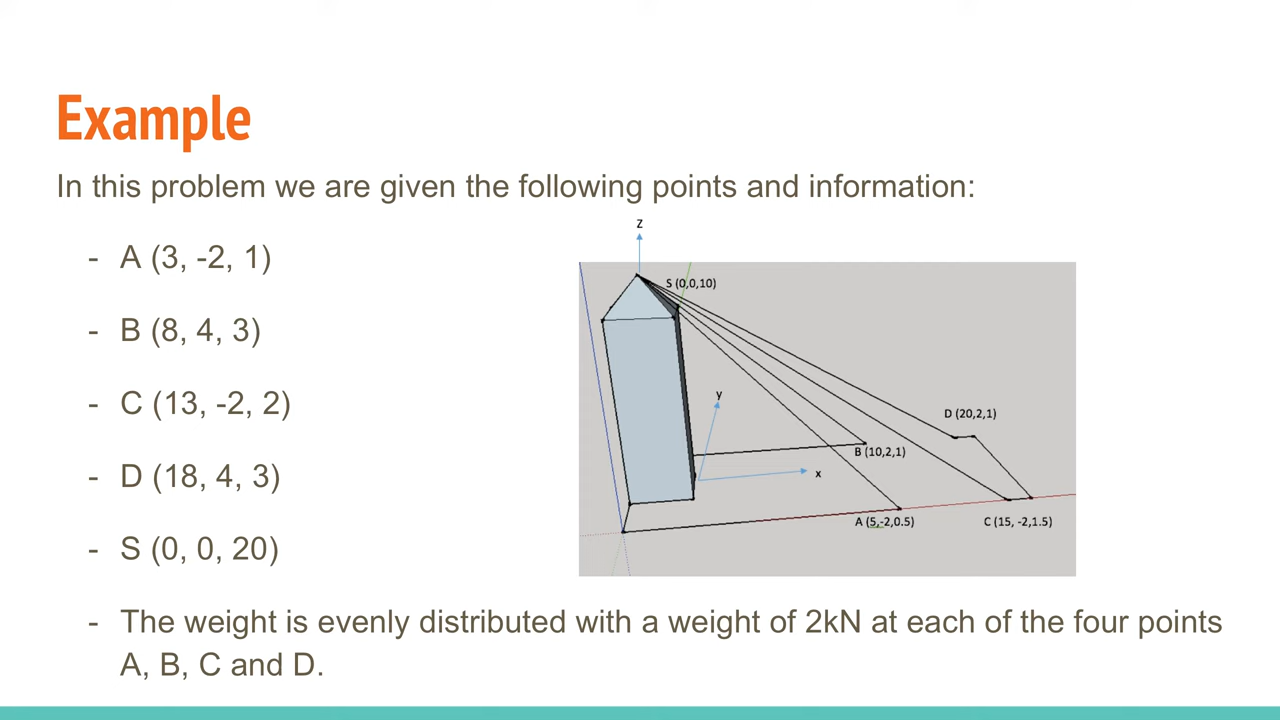 Example
In this problem we are given the following points and information:
- A (3, -2, 1)
- B (8, 4, 3)
- C (13, -2, 2)
- D (18, 4, 3)
- S (0, 0, 20)
- The weight is evenly distributed with a weight of 2kN at each of the four points
A, B, C and D.
z
S (0,0,10)
y
D (20,2,1)
B (10,2,1)
x
A (5,-2,0.5)
C (15, -2,1.5)